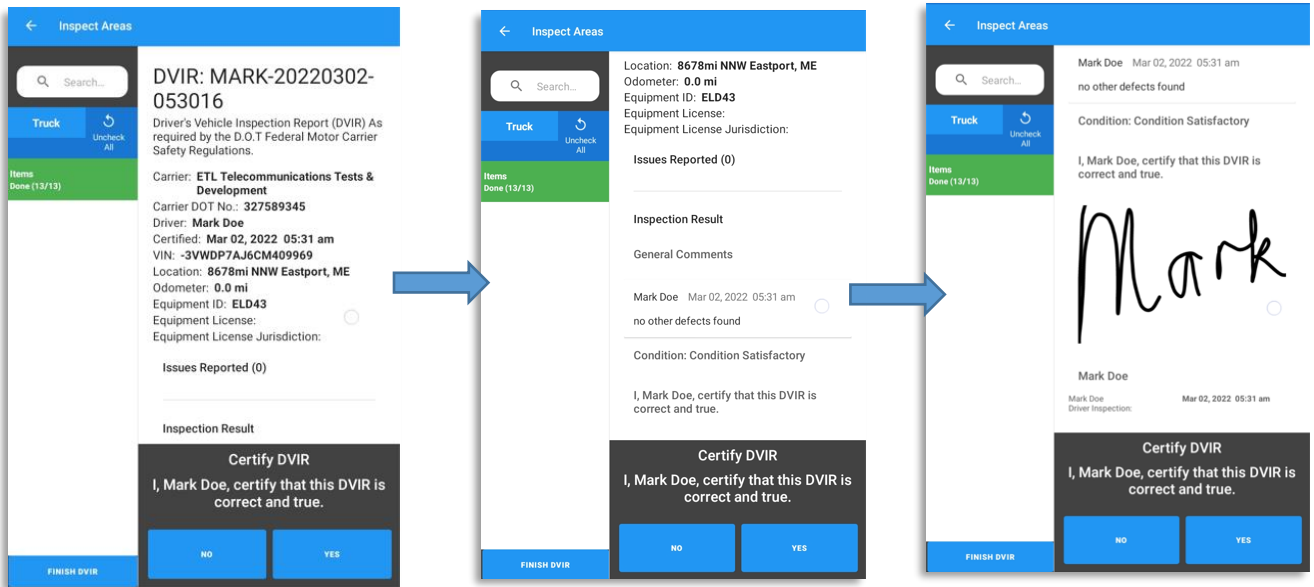 Inspect Areas
Search...
Truck
Uncheck
All
Items
Done (13/13)
FINISH DVIR
DVIR: MARK-20220302-
053016
Driver's Vehicle Inspection Report (DVIR) As
required by the D.O.T Federal Motor Carrier
Safety Regulations.
Carrier: ETL Telecommunications Tests &
Development
Carrier DOT No.: 327589345
Driver: Mark Doe
Certified: Mar 02, 2022 05:31 am
VIN: -3VWDP7AJ6CM409969
Location: 8678mi NNW Eastport, ME
Odometer: 0.0 mi
Equipment ID: ELD43
Equipment License:
Equipment License Jurisdiction:
Issues Reported (0)
Inspection Result
Certify DVIR
I, Mark Doe, certify that this DVIR is
correct and true.
NO YES
Inspect Areas
Search...
Truck
Uncheck
All
Items
Done (13/13)
FINISH DVIR
Location: 8678mi NNW Eastport, ME
Odometer: 0.0 mi
Equipment ID: ELD43
Equipment License:
Equipment License Jurisdiction:
Issues Reported (0)
Inspection Result
General Comments
Mark Doe Mar 02, 2022 05:31 am
no other defects found
Condition: Condition Satisfactory
I, Mark Doe, certify that this DVIR is
correct and true.
Certify DVIR
I, Mark Doe, certify that this DVIR is
correct and true.
NO YES
Inspect Areas
Search...
Truck
Uncheck
All
Items
Done (13/13)
FINISH DVIR
Mark Doe Mar 02, 2022 05:31 am
no other defects found
Condition: Condition Satisfactory
I, Mark Doe, certify that this DVIR is
correct and true.
Mark
Mark Doe
Mark Doe Mar 02, 2022 05:31 am
Driver Inspection:
Certify DVIR
I, Mark Doe, certify that this DVIR is
correct and true.
NO YES